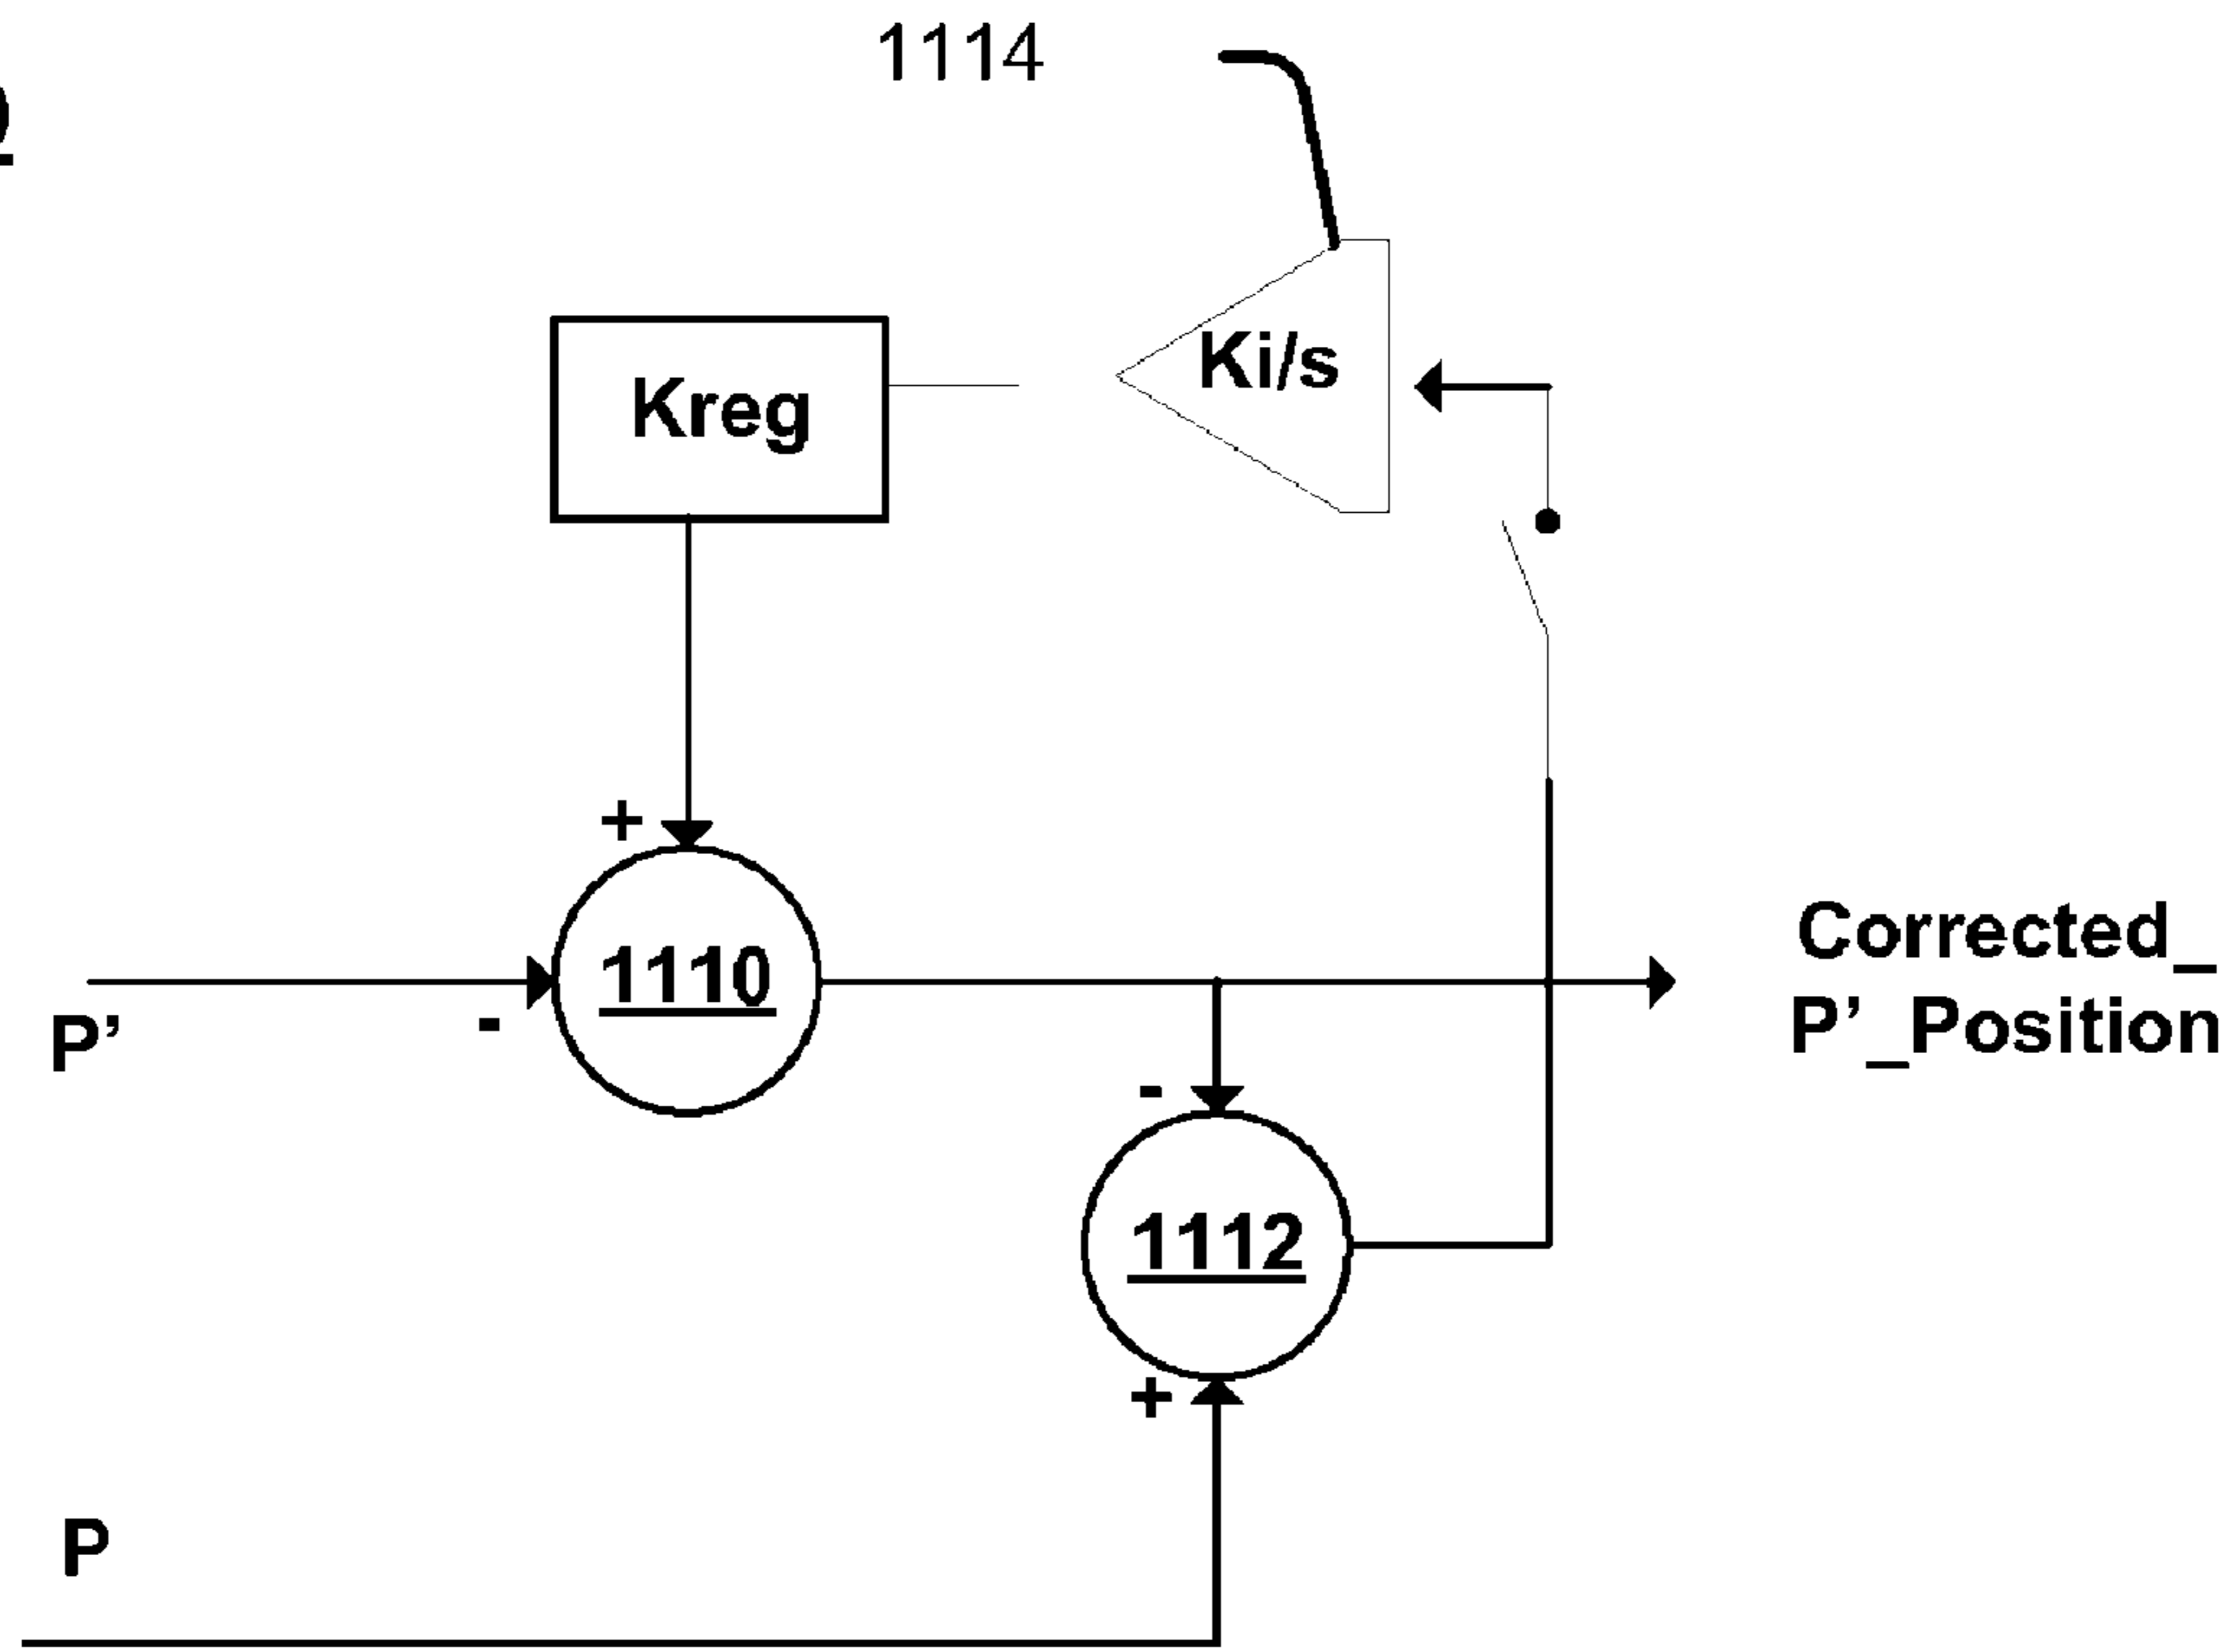 1114
Ki/s
Kreg
+
1110
P’
-
Corrected_
P’_Position
-
1112
+
P